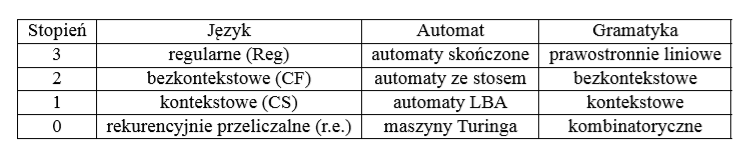 Stopień Język Automat Gramatyka
3 regularne (Reg) automaty skończone prawostronnie liniowe
2 bezkontekstowe (CF) automaty ze stosem bezkontekstowe
1 kontekstowe (CS) automaty LBA kontekstowe
0 rekurencyjnie przeliczalne (r.e.) maszyny Turinga kombinatoryczne